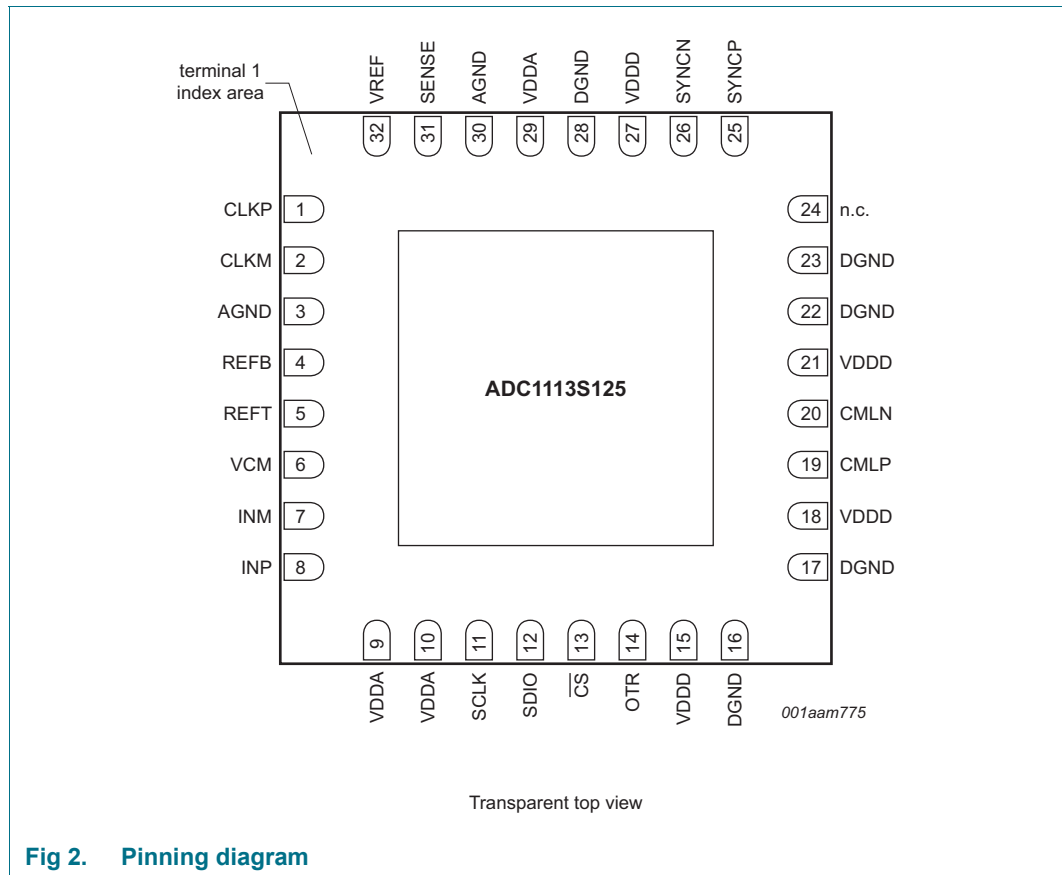 terminal 1
index area
VREF
SENSE
AGND
VDDA
DGND
VDDD
SYNCN
SYNCP
32
31
30
29
28
27
26
25
CLKP 1
CLKM 2
AGND 3
REFB 4
REFT 5
VCM 6
INM 7
INP 8
24 n.c.
23 DGND
22 DGND
21 VDDD
20 CMLN
19 CMLP
18 VDDD
17 DGND
ADC1113S125
9
10
11
12
13
14
15
16
VDDA
VDDA
SCLK
SDIO
C̅S̅
OTR
VDDD
DGND
001aam775
Transparent top view
Fig 2. Pinning diagram